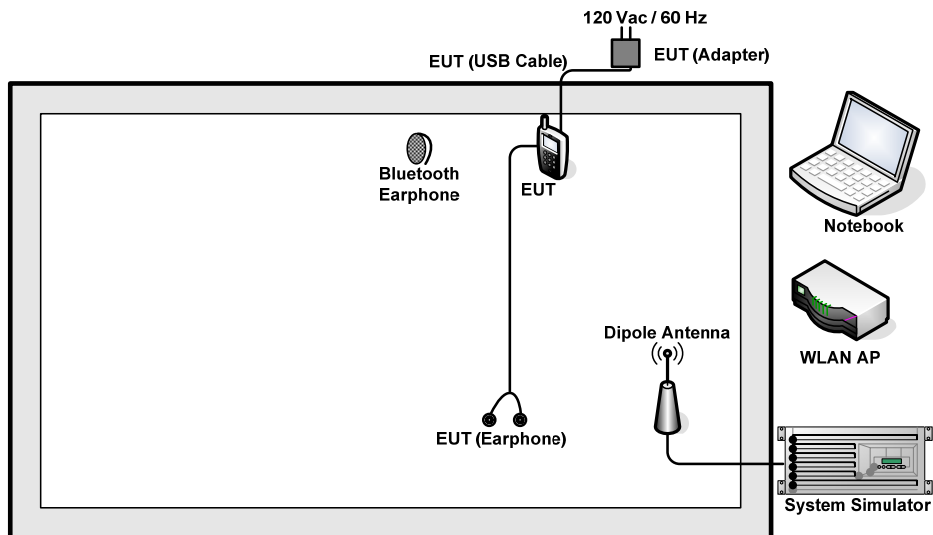 120 Vac / 60 Hz
EUT (USB Cable)
EUT (Adapter)
Bluetooth
Earphone
EUT
Notebook
Dipole Antenna
WLAN AP
EUT (Earphone)
System Simulator